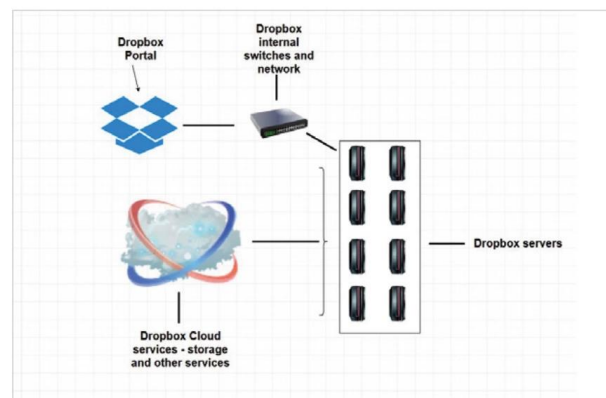 Dropbox
Portal
Dropbox
internal
switches and
network
Dropbox servers
Dropbox Cloud
services - storage
and other services